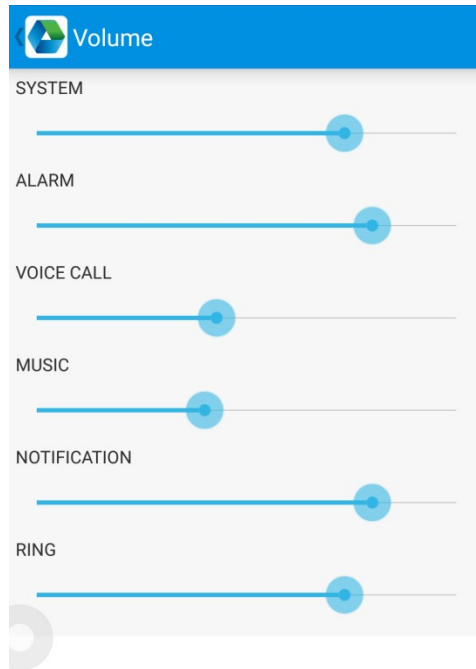 Volume
SYSTEM
ALARM
VOICE CALL
MUSIC
NOTIFICATION
RING